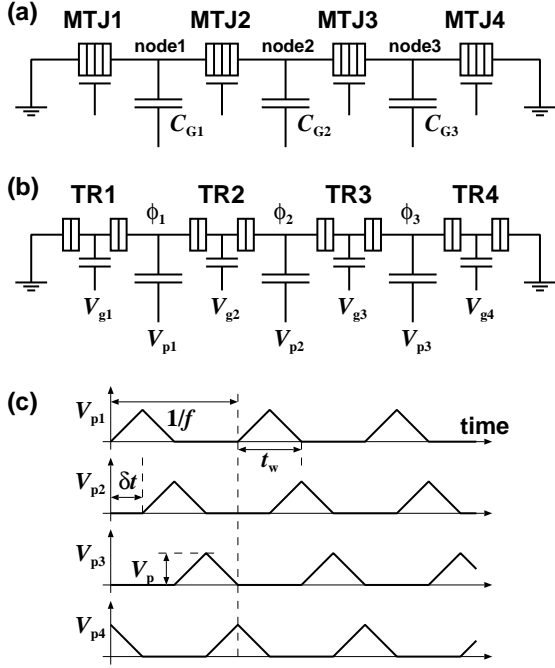 (a)
MTJ1 MTJ2 MTJ3 MTJ4
node1 node2 node3
CG1 CG2 CG3
(b)
TR1 TR2 TR3 TR4
ϕ1 ϕ2 ϕ3
Vg1 Vg2 Vg3 Vg4
Vp1 Vp2 Vp3
(c)
Vp1 1/f time
tw
Vp2 δt
Vp3 Vp
Vp4